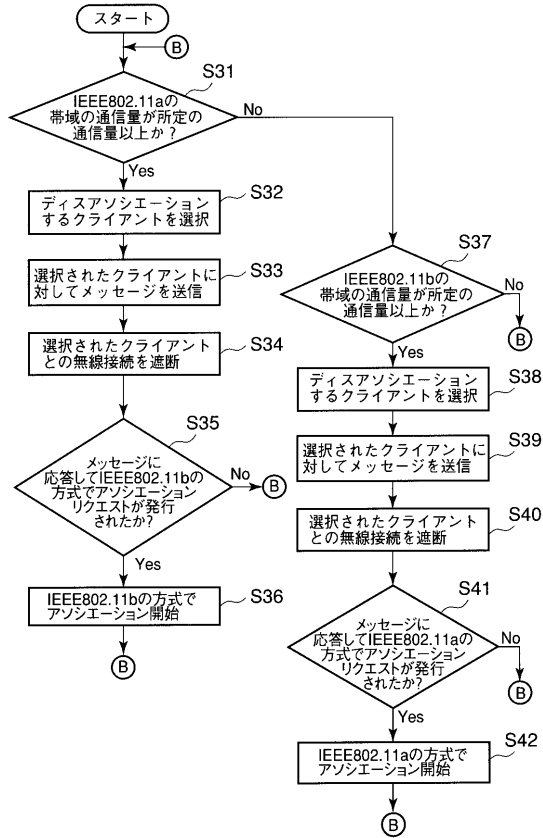 スタート
B
S31
IEEE802.11aの
帯域の通信量が所定の
通信量以上か?
No
Yes
S32
ディスアソシエーション
するクライアントを選択
S33
選択されたクライアントに
対してメッセージを送信
S34
選択されたクライアント
との無線接続を遮断
S35
メッセージに
応答してIEEE802.11bの
方式でアソシエーション
リクエストが発行
されたか?
No
B
Yes
S36
IEEE802.11bの方式で
アソシエーション開始
B
S37
IEEE802.11bの
帯域の通信量が所定の
通信量以上か?
No
B
Yes
S38
ディスアソシエーション
するクライアントを選択
S39
選択されたクライアントに
対してメッセージを送信
S40
選択されたクライアント
との無線接続を遮断
S41
メッセージに
応答してIEEE802.11aの
方式でアソシエーション
リクエストが発行
されたか?
No
B
Yes
S42
IEEE802.11aの方式で
アソシエーション開始
B